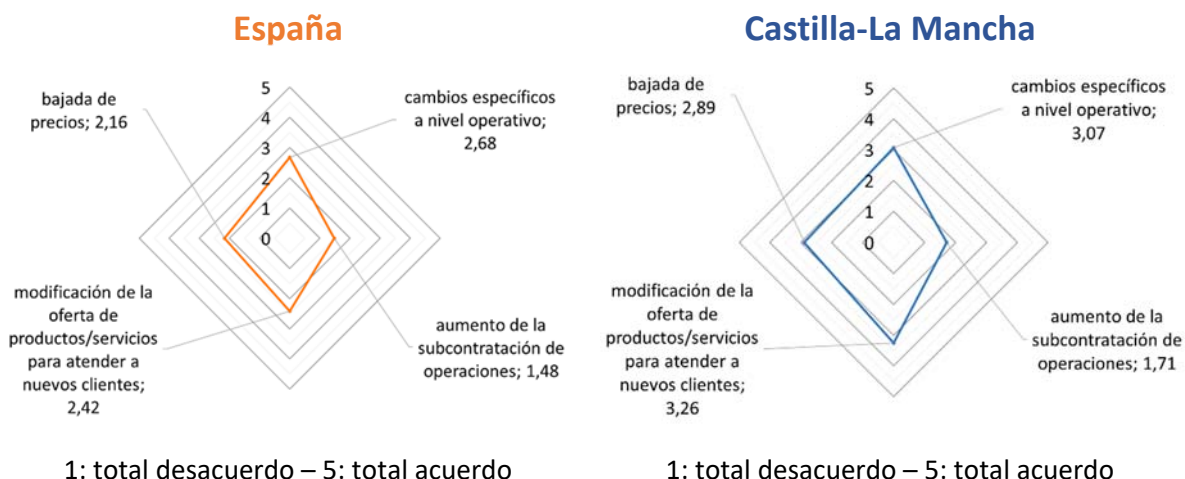 España
5
4
3
2
1
0
bajada de
precios; 2,16
cambios específicos
a nivel operativo;
2,68
modificación de la
oferta de
productos/servicios
para atender a
nuevos clientes;
2,42
aumento de la
subcontratación de
operaciones; 1,48
1: total desacuerdo – 5: total acuerdo
Castilla-La Mancha
5
4
3
2
1
0
bajada de
precios; 2,89
cambios específicos
a nivel operativo;
3,07
modificación de la
oferta de
productos/servicios
para atender a
nuevos clientes;
3,26
aumento de la
subcontratación de
operaciones; 1,71
1: total desacuerdo – 5: total acuerdo